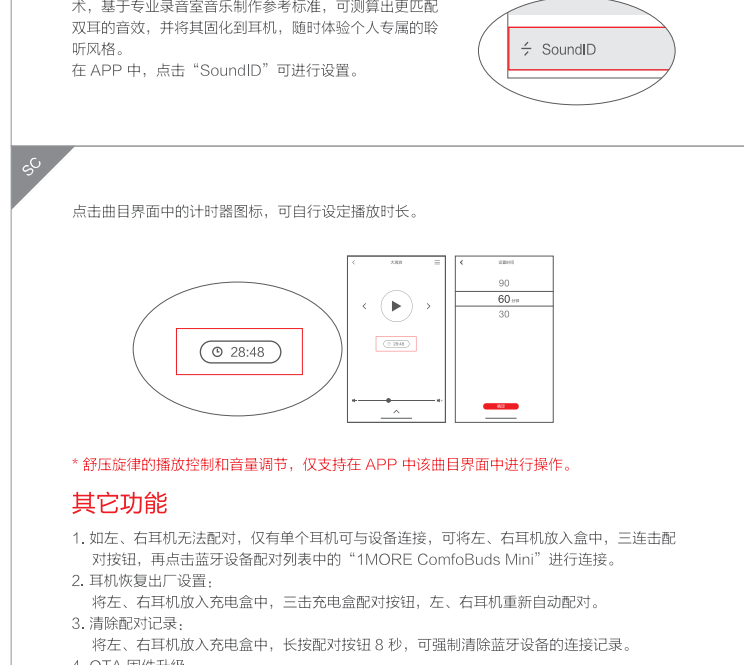 术，基于专业录音室音乐制作参考标准，可测算出更匹配
双耳的音效，并将其固化到耳机，随时体验个人专属的聆
听风格。
在 APP 中，点击“SoundID”可进行设置。
SoundID
SC
点击曲目界面中的计时器图标，可自行设定播放时长。
28:48
28:48
90
60 分钟
30
* 舒压旋律的播放控制和音量调节，仅支持在 APP 中该曲目界面中进行操作。
其它功能
1. 如左、右耳机无法配对，仅有单个耳机可与设备连接，可将左、右耳机放入盒中，三连击配
对按钮，再点击蓝牙设备配对列表中的“1MORE ComfoBuds Mini”进行连接。
2. 耳机恢复出厂设置：
将左、右耳机放入充电盒中，三击充电盒配对按钮，左、右耳机重新自动配对。
3. 清除配对记录：
将左、右耳机放入充电盒中，长按配对按钮 8 秒，可强制清除蓝牙设备的连接记录。
4. OTA 固件升级